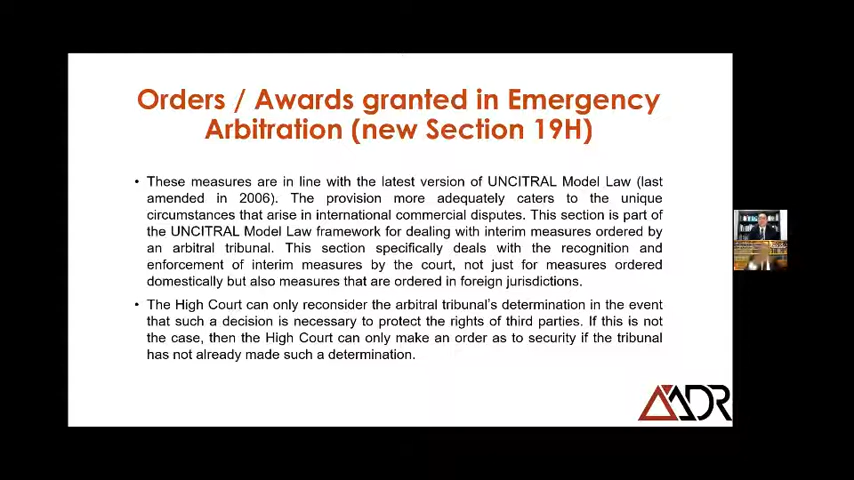 Orders / Awards granted in Emergency
Arbitration (new Section 19H)
• These measures are in line with the latest version of UNCITRAL Model Law (last
amended in 2006). The provision more adequately caters to the unique
circumstances that arise in international commercial disputes. This section is part of
the UNCITRAL Model Law framework for dealing with interim measures ordered by
an arbitral tribunal. This section specifically deals with the recognition and
enforcement of interim measures by the court, not just for measures ordered
domestically but also measures that are ordered in foreign jurisdictions.
• The High Court can only reconsider the arbitral tribunal's determination in the event
that such a decision is necessary to protect the rights of third parties. If this is not
the case, then the High Court can only make an order as to security if the tribunal
has not already made such a determination.
AADR